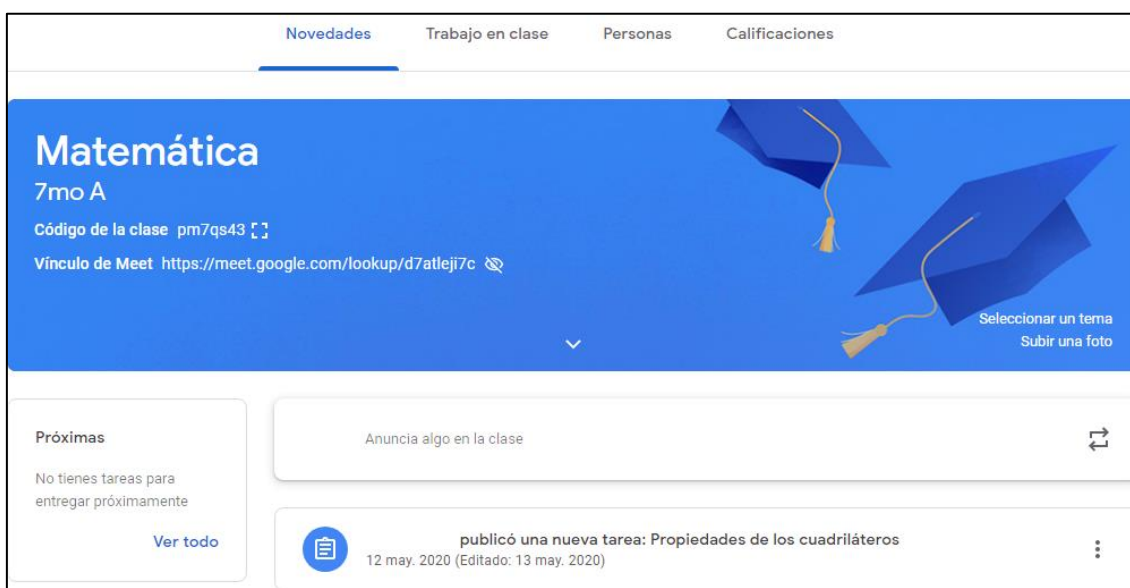 Novedades Trabajo en clase Personas Calificaciones
Matemática
7mo A
Código de la clase pm7qs43
Vínculo de Meet https://meet.google.com/lookup/d7atleji7c
Seleccionar un tema
Subir una foto
Próximas
No tienes tareas para
entregar próximamente
Ver todo
Anuncia algo en la clase
publicó una nueva tarea: Propiedades de los cuadriláteros
12 may. 2020 (Editado: 13 may. 2020)